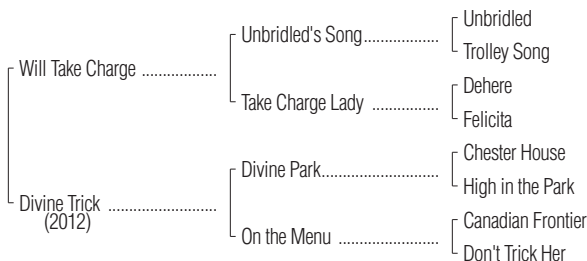 Unbridled
Unbridled's Song..................
Trolley Song
Will Take Charge ..................
Dehere
Take Charge Lady ..................
Felicita
Chester House
Divine Park..........................
High in the Park
Divine Trick ..........................
(2012)
Canadian Frontier
On the Menu ........................
Don't Trick Her